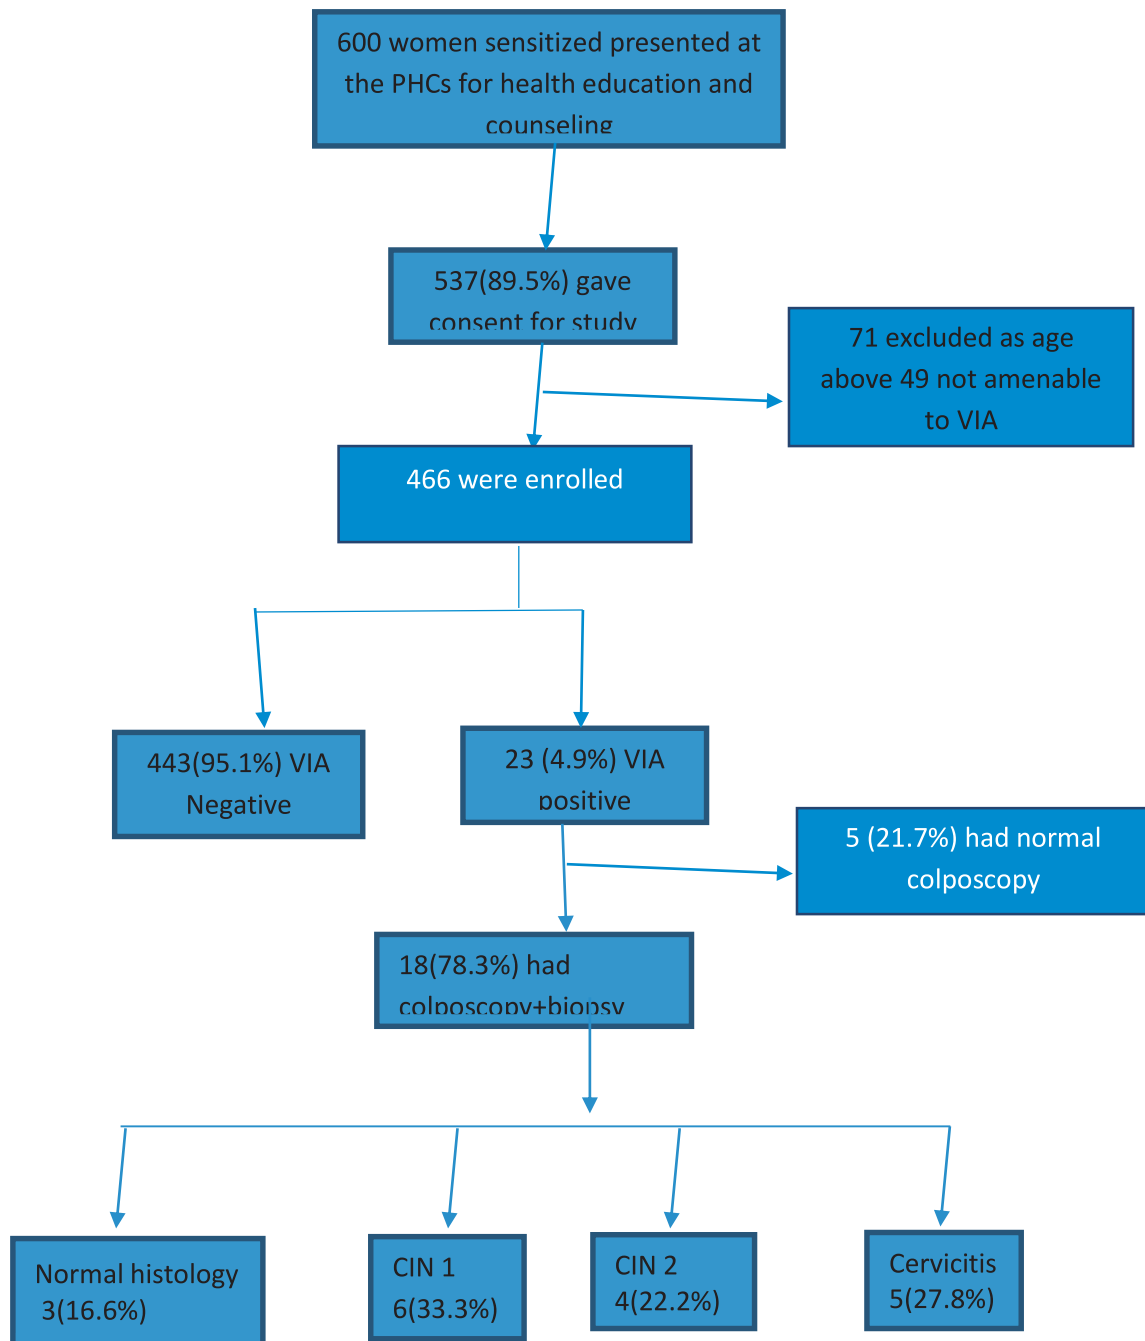 600 women sensitized presented at
the PHCs for health education and
counseling
537(89.5%) gave
consent for study
71 excluded as age
above 49 not amenable
to VIA
466 were enrolled
443(95.1%) VIA
Negative
23 (4.9%) VIA
positive
5 (21.7%) had normal
colposcopy
18(78.3%) had
colposcopy+biopsy
Normal histology
3(16.6%)
CIN 1
6(33.3%)
CIN 2
4(22.2%)
Cervicitis
5(27.8%)